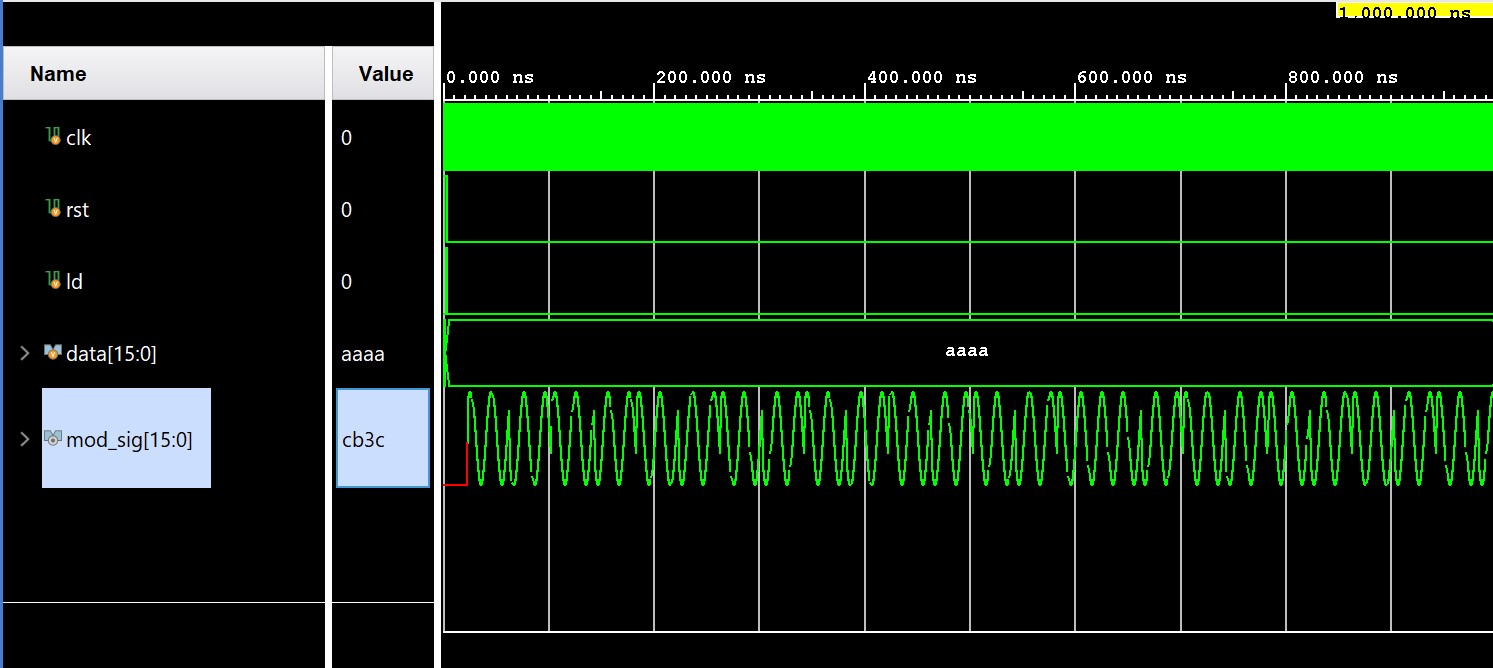 1,000.000 ns
Name Value 0.000 ns 200.000 ns 400.000 ns 600.000 ns 800.000 ns
clk 0
rst 0
ld 0
data[15:0] aaaa aaaa
mod_sig[15:0] cb3c